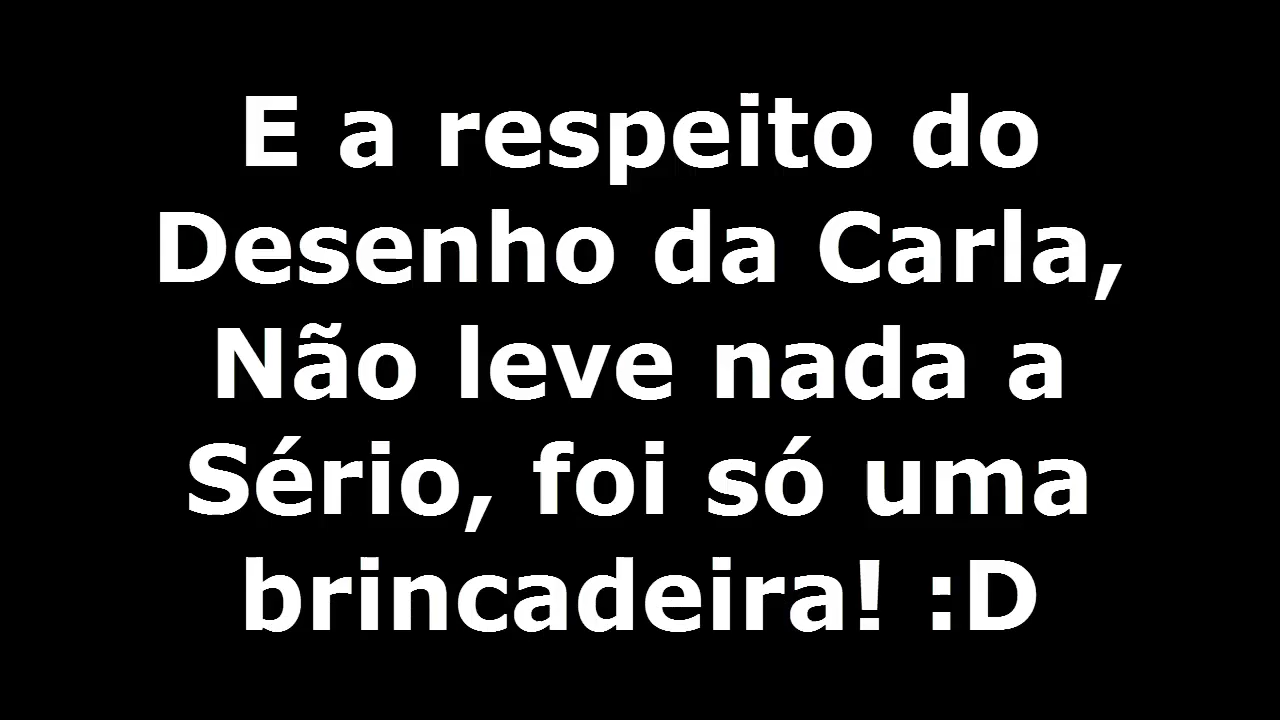 E a respeito do
Desenho da Carla,
Não leve nada a
Sério, foi só uma
brincadeira! :D